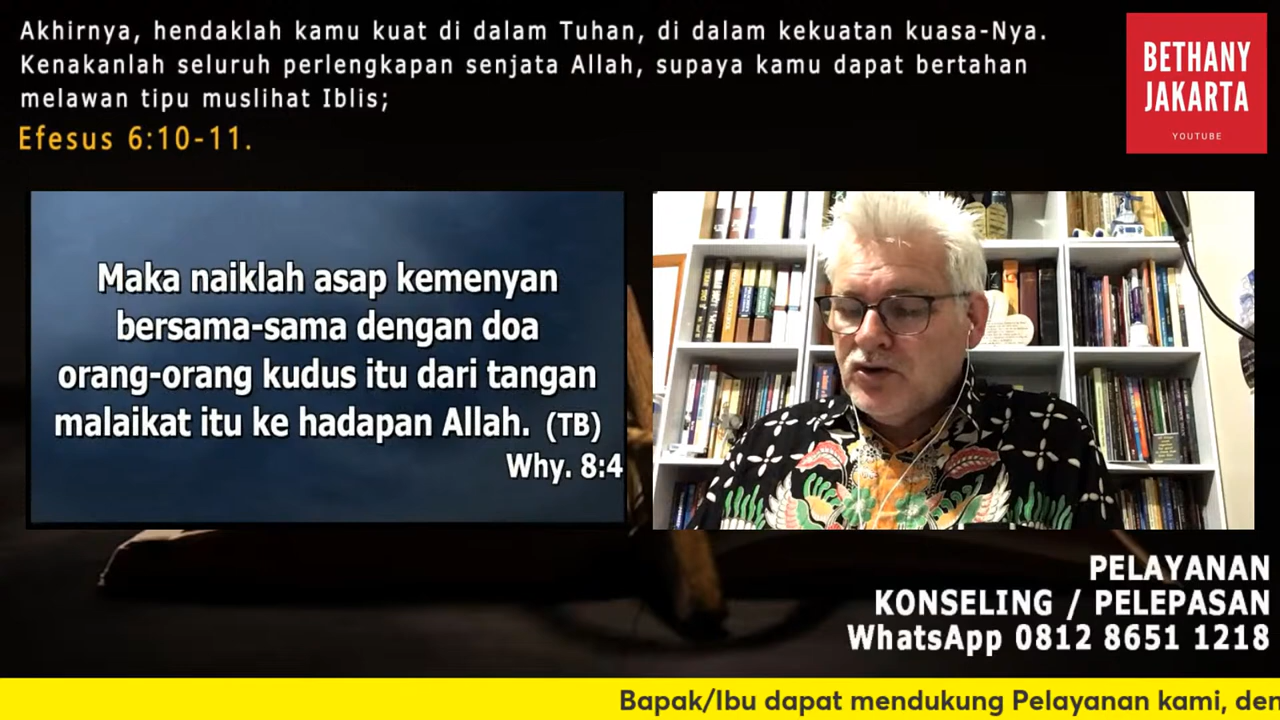 Akhirnya, hendaklah kamu kuat di dalam Tuhan, di dalam kekuatan kuasa-Nya.
Kenakanlah seluruh perlengkapan senjata Allah, supaya kamu dapat bertahan
melawan tipu muslihat Iblis;
Efesus 6:10-11.
BETHANY
JAKARTA
YOUTUBE
Maka naiklah asap kemenyan
bersama-sama dengan doa
orang-orang kudus itu dari tangan
malaikat itu ke hadapan Allah. (TB)
Why. 8:4
PELAYANAN
KONSELING / PELEPASAN
WhatsApp 0812 8651 1218
Bapak/Ibu dapat mendukung Pelayanan kami, den